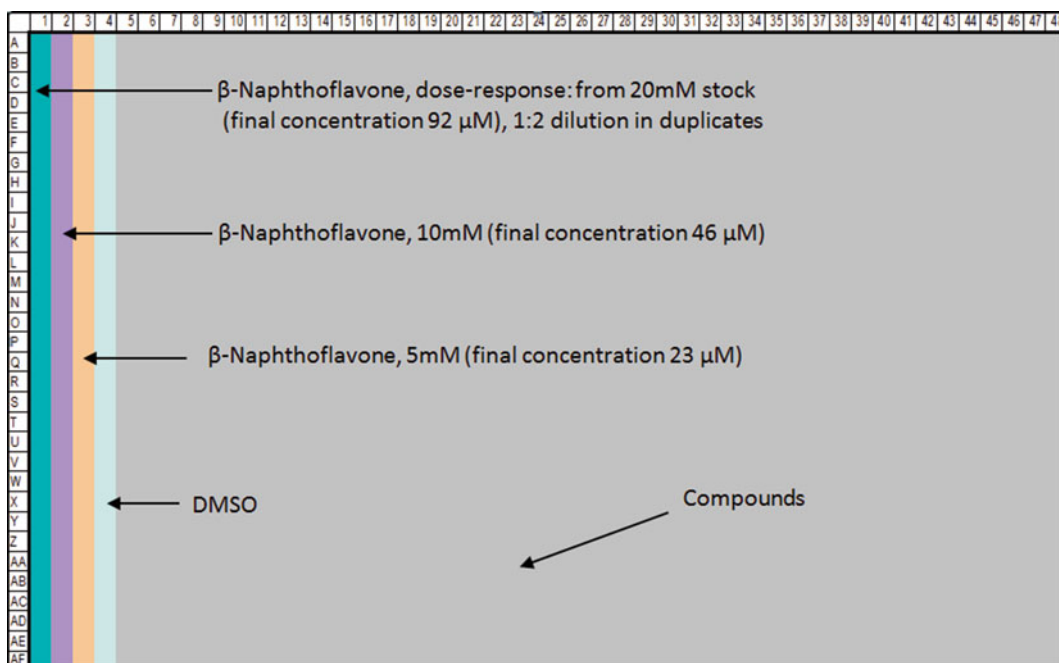 1 2 3 4 5 6 7 8 9 10 11 12 13 14 15 16 17 18 19 20 21 22 23 24 25 26 27 28 29 30 31 32 33 34 35 36 37 38 39 40 41 42 43 44 45 46 47 48
A
B
C
D
E
F
G
H
I
J
K
L
M
N
O
P
Q
R
S
T
U
V
W
X
Y
Z
AA
AB
AC
AD
AE
AF
β-Naphthoflavone, dose-response: from 20mM stock
(final concentration 92 µM), 1:2 dilution in duplicates
β-Naphthoflavone, 10mM (final concentration 46 µM)
β-Naphthoflavone, 5mM (final concentration 23 µM)
DMSO
Compounds